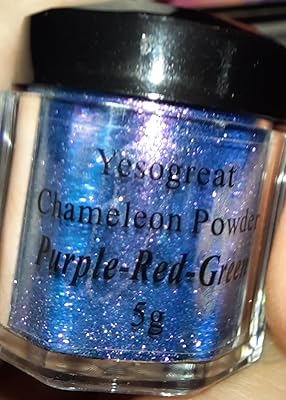 Yesogreat
Chameleon Powder
Purple-Red-Green
5g